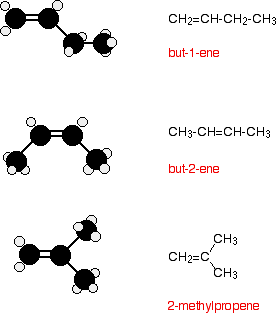 CH2=CH-CH2-CH3
but-1-ene
CH3-CH=CH-CH3
but-2-ene
CH3
CH2=C
CH3
2-methylpropene